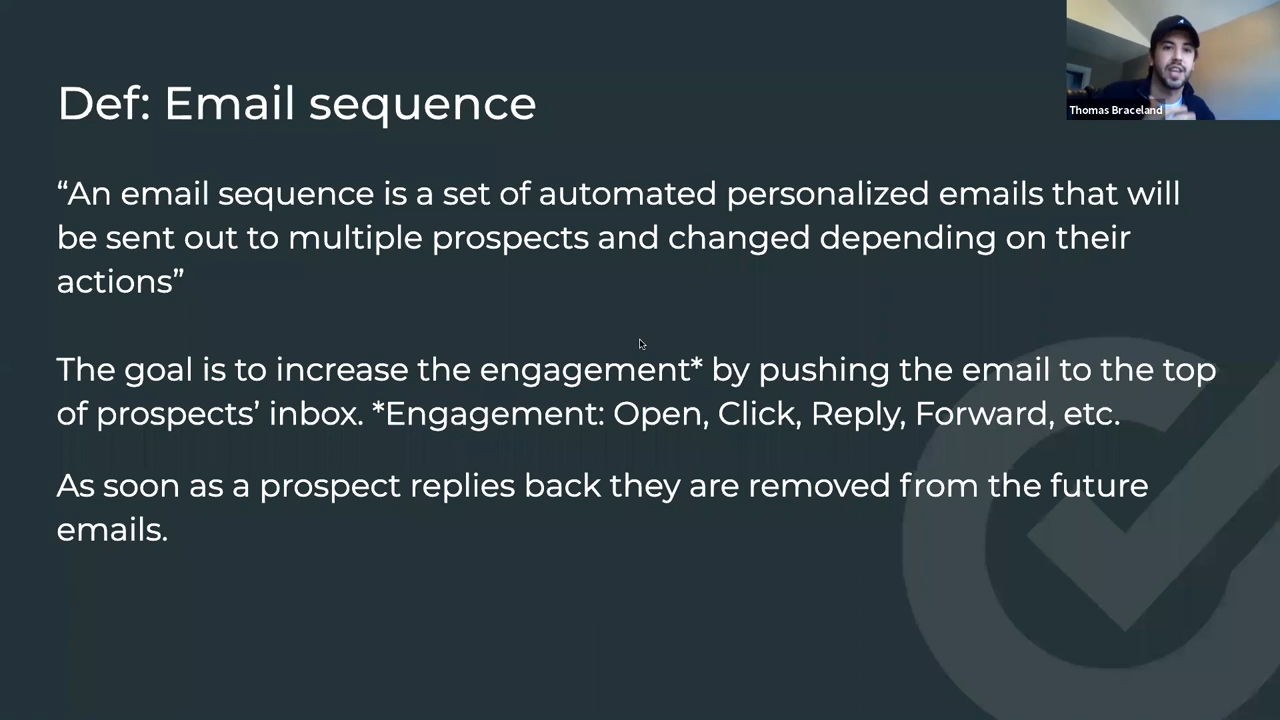 Def: Email sequence
Thomas Braceland
“An email sequence is a set of automated personalized emails that will
be sent out to multiple prospects and changed depending on their
actions”
The goal is to increase the engagement* by pushing the email to the top
of prospects’ inbox. *Engagement: Open, Click, Reply, Forward, etc.
As soon as a prospect replies back they are removed from the future
emails.